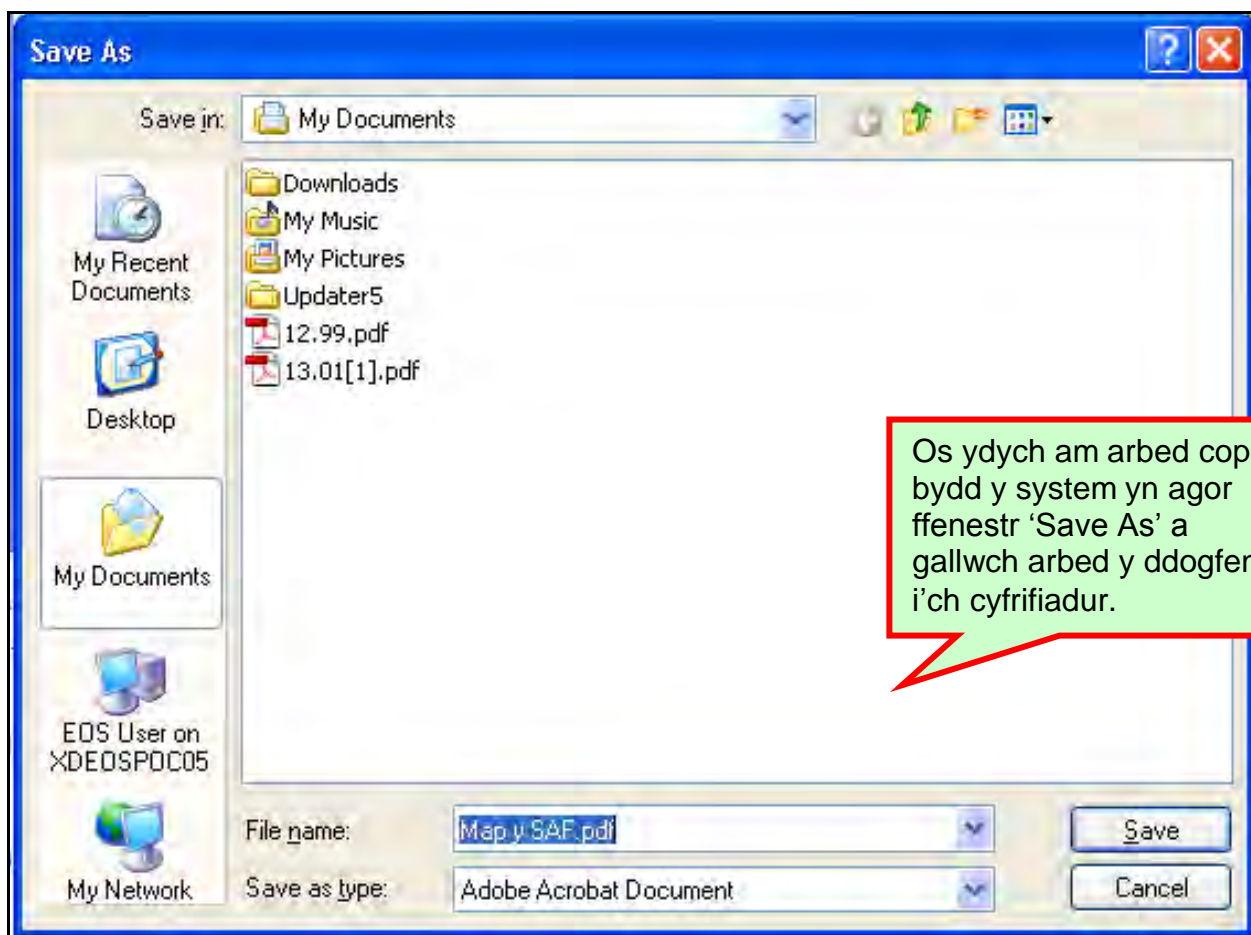 Save As
Save in:
My Documents
Downloads
My Music
My Pictures
Updater5
12.99.pdf
13.01[1].pdf
My Recent
Documents
Desktop
My Documents
EOS User on
XDEOSPOC05
My Network
Os ydych am arbed
bydd y system yn agor
ffenestr ‘Save As’ a
gallwch arbed y
i’ch cyfrifiadur.
File name:
Map y SAF.pdf
Save
Save as type:
Adobe Acrobat Document
Cancel